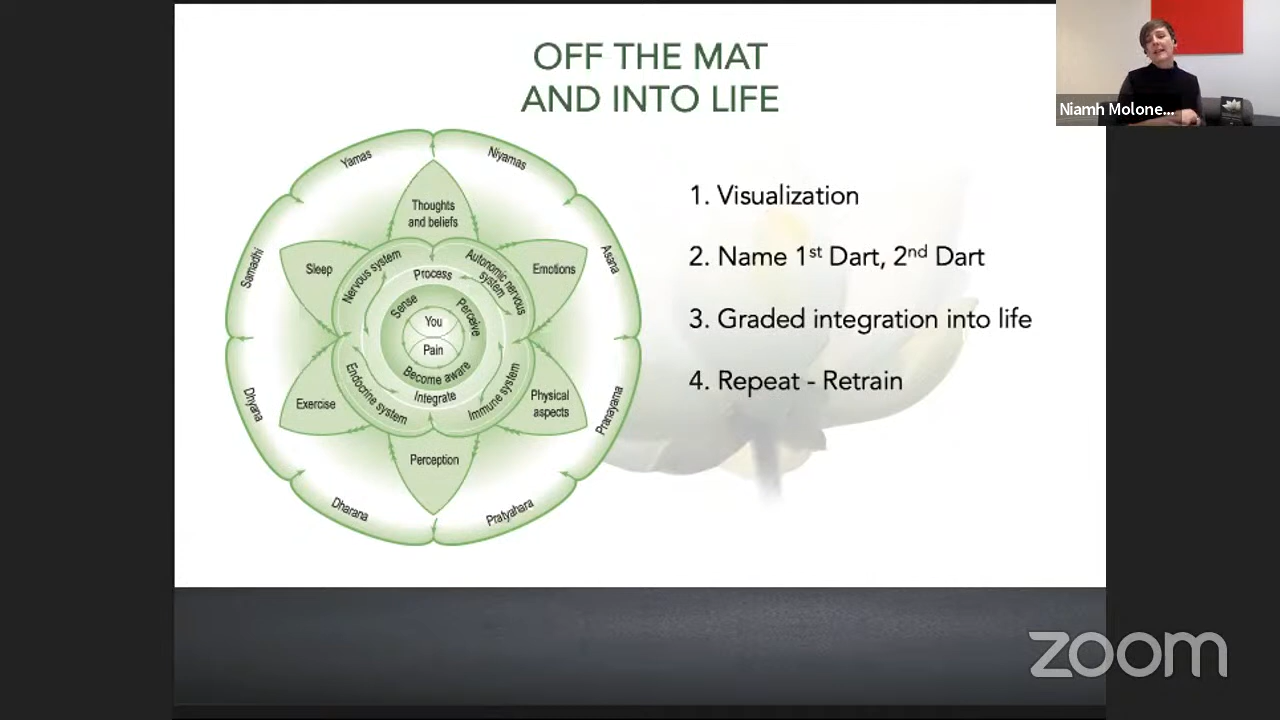 OFF THE MAT
AND INTO LIFE
Niamh Molone...
1. Visualization
2. Name 1st Dart, 2nd Dart
3. Graded integration into life
4. Repeat - Retrain
Yamas
Niyamas
Asana
Pranayama
Pratyahara
Dharana
Dhyana
Samadhi
Thoughts
and beliefs
Emotions
Physical
aspects
Perception
Exercise
Sleep
Nervous system
Autonomic nervous
system
Immune system
Endocrine system
Process
Integrate
Sense
Perceive
Become aware
You
Pain
zoom